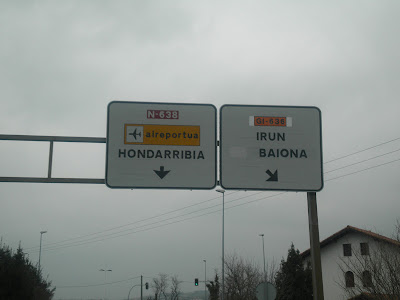 N-638
aireportua
HONDARRIBIA
GI-636
IRUN
BAIONA